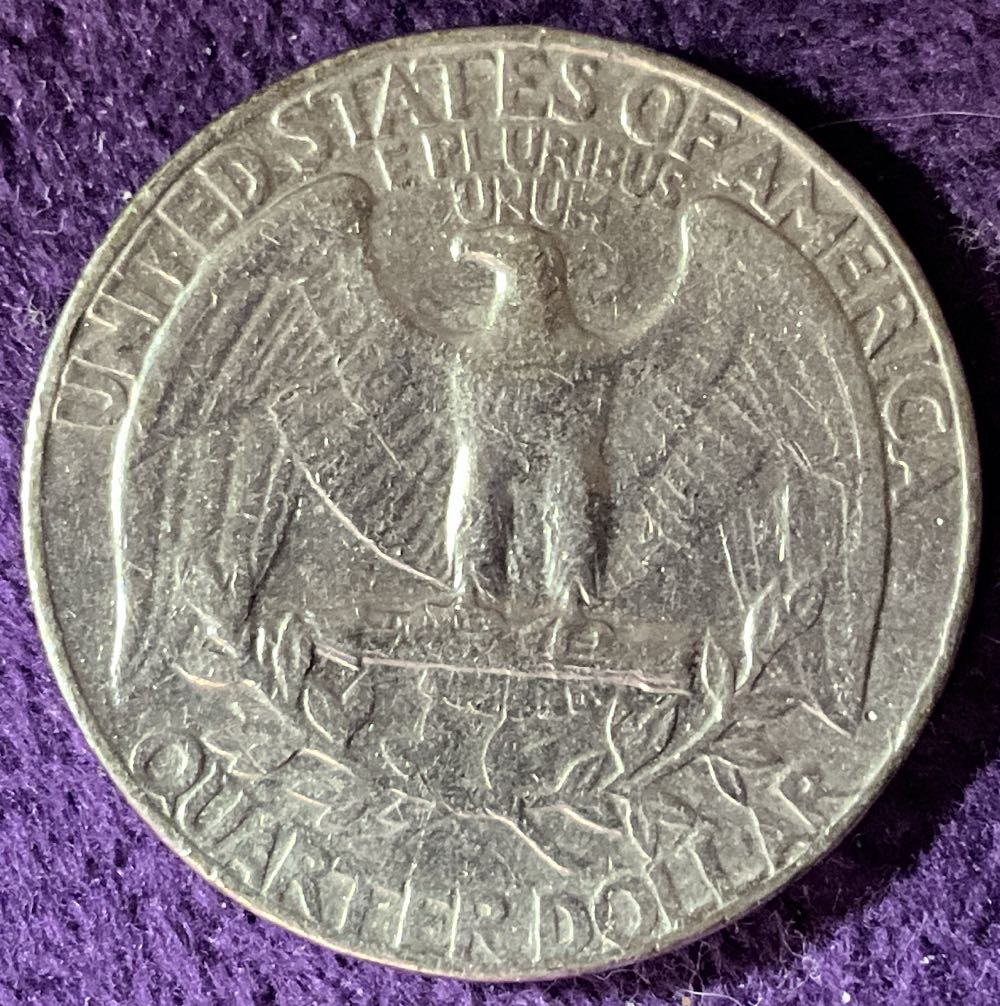 UNITED STATES OF AMERICA
E PLURIBUS
UNUM
QUARTER DOLLAR